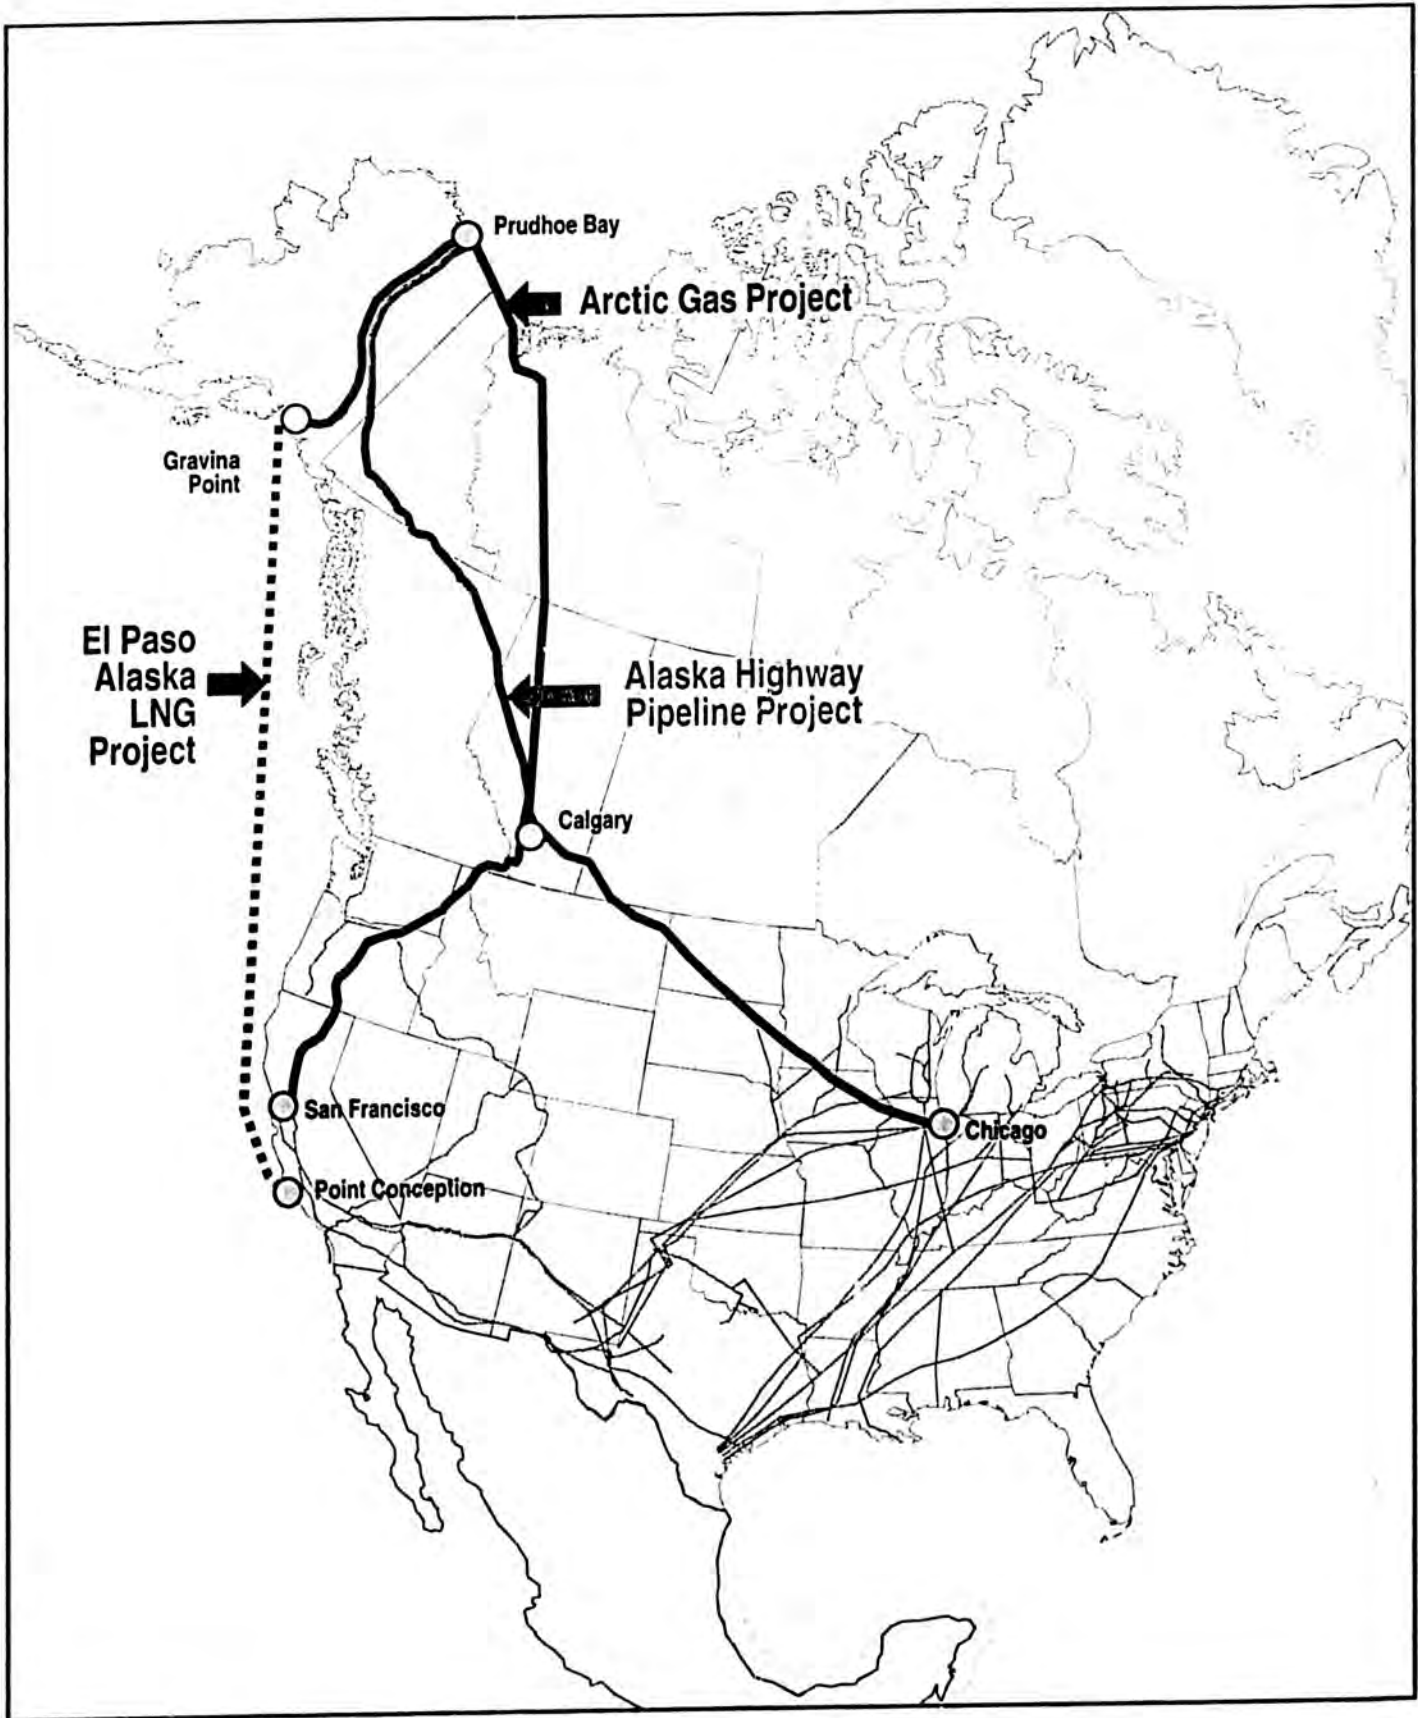 Prudhoe Bay
Arctic Gas Project
Gravina
Point
El Paso
Alaska
LNG
Project
Alaska Highway
Pipeline Project
Calgary
San Francisco
Chicago
Point Conception